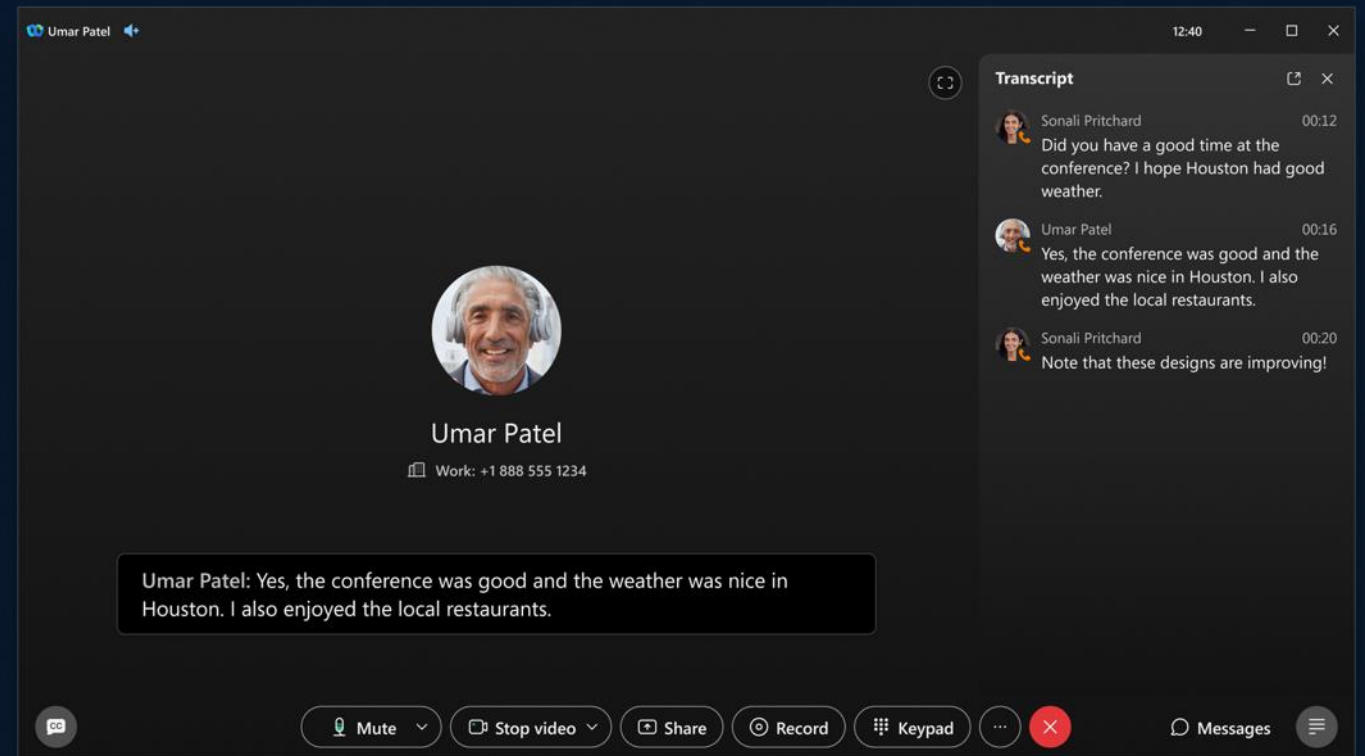 Umar Patel
12:40
Umar Patel
Work: +1 888 555 1234
Umar Patel: Yes, the conference was good and the weather was nice in
Houston. I also enjoyed the local restaurants.
Transcript
Sonali Pritchard 00:12
Did you have a good time at the
conference? I hope Houston had good
weather.
Umar Patel 00:16
Yes, the conference was good and the
weather was nice in Houston. I also
enjoyed the local restaurants.
Sonali Pritchard 00:20
Note that these designs are improving!
CC
Mute
Stop video
Share
Record
Keypad
Messages